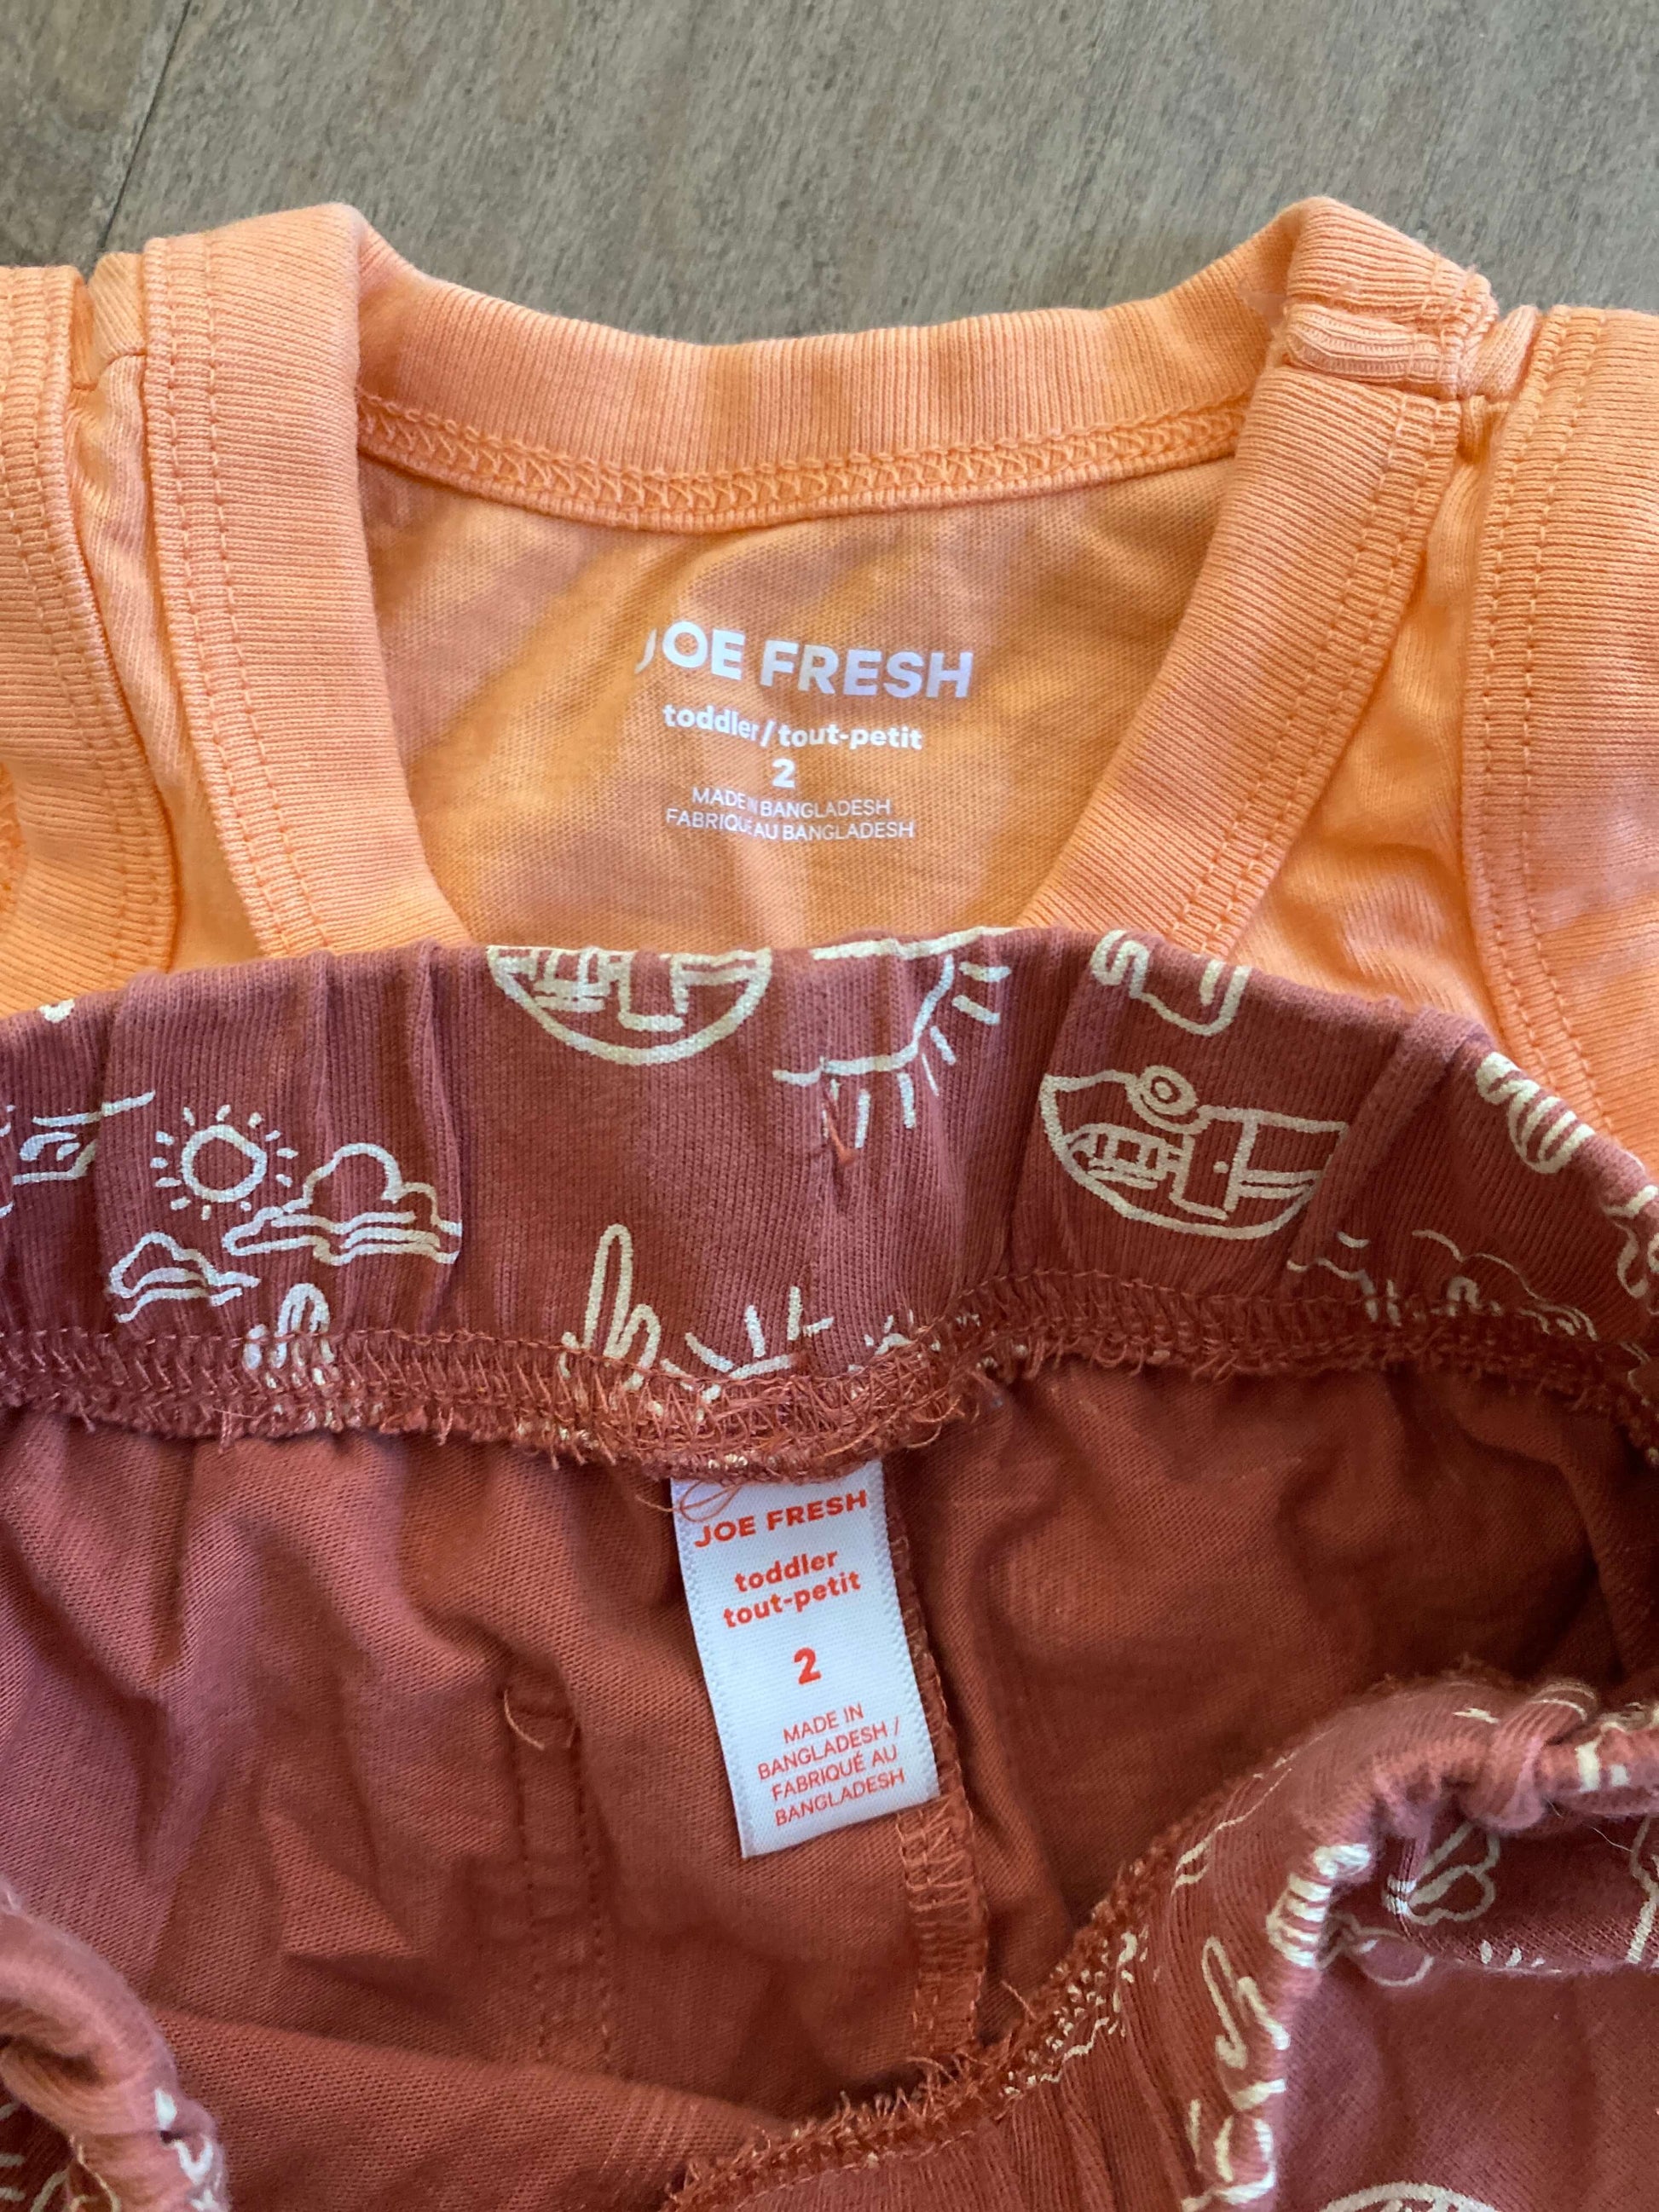 JOE FRESH
toddler/tout-petit
2
MADE IN BANGLADESH
FABRIQUÉ AU BANGLADESH
JOE FRESH
toddler
tout-petit
2
MADE IN
BANGLADESH /
FABRIQUÉ AU
BANGLADESH